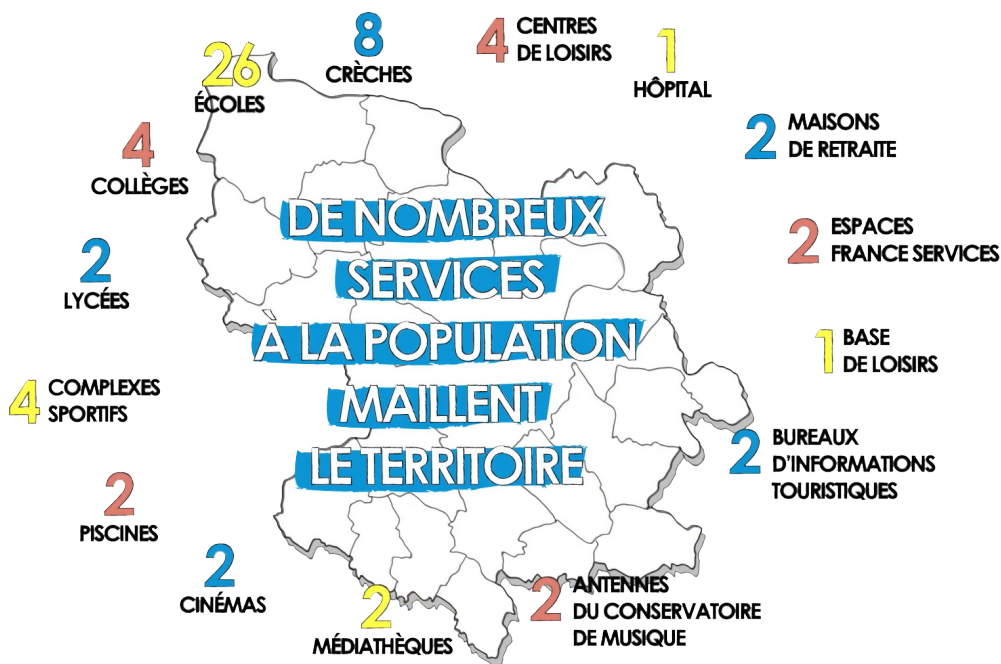 8
CRÈCHES
4 CENTRES
DE LOISIRS
1
HÔPITAL
26
ÉCOLES
2 MAISONS
DE RETRAITE
4
COLLÈGES
2 ESPACES
FRANCE SERVICES
2
LYCÉES
1 BASE
DE LOISIRS
4 COMPLEXES
SPORTIFS
2 BUREAUX
D'INFORMATIONS
TOURISTIQUES
2
PISCINES
2
CINÉMAS
2
MÉDIATHÈQUES
2 ANTENNES
DU CONSERVATOIRE
DE MUSIQUE
DE NOMBREUX
SERVICES
À LA POPULATION
MAILLENT
LE TERRITOIRE